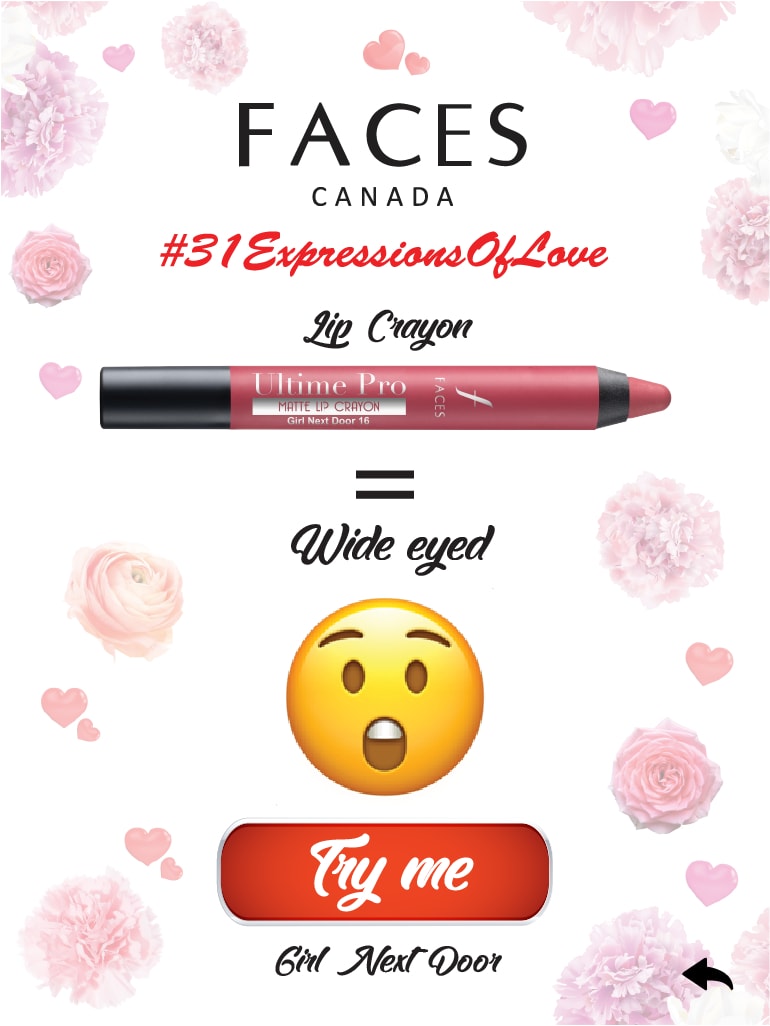 FACES
CANADA
#31ExpressionsOfLove
Lip Crayon
Ultime Pro
MATTE LIP CRAYON
Girl Next Door 16
FACES
=
Wide eyed
Try me
Girl Next Door